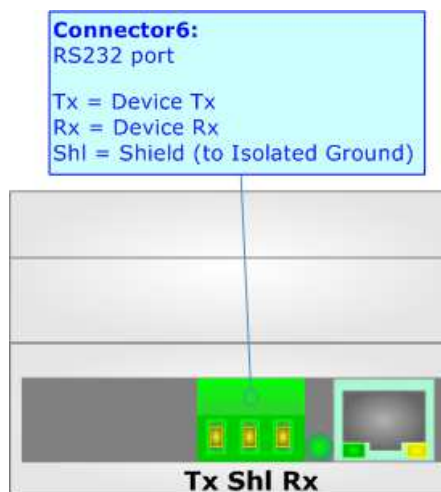 Connector6:
RS232 port
Tx = Device Tx
Rx = Device Rx
Shl = Shield (to Isolated Ground)
Tx Shl Rx